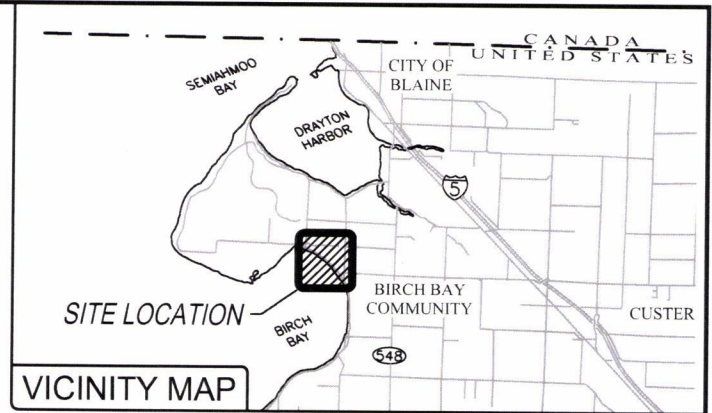 CANADA
UNITED STATES
CITY OF
BLAINE
SEMIAHMOO
BAY
DRAYTON
HARBOR
5
SITE LOCATION
BIRCH BAY
COMMUNITY
CUSTER
BIRCH
BAY
548
VICINITY MAP